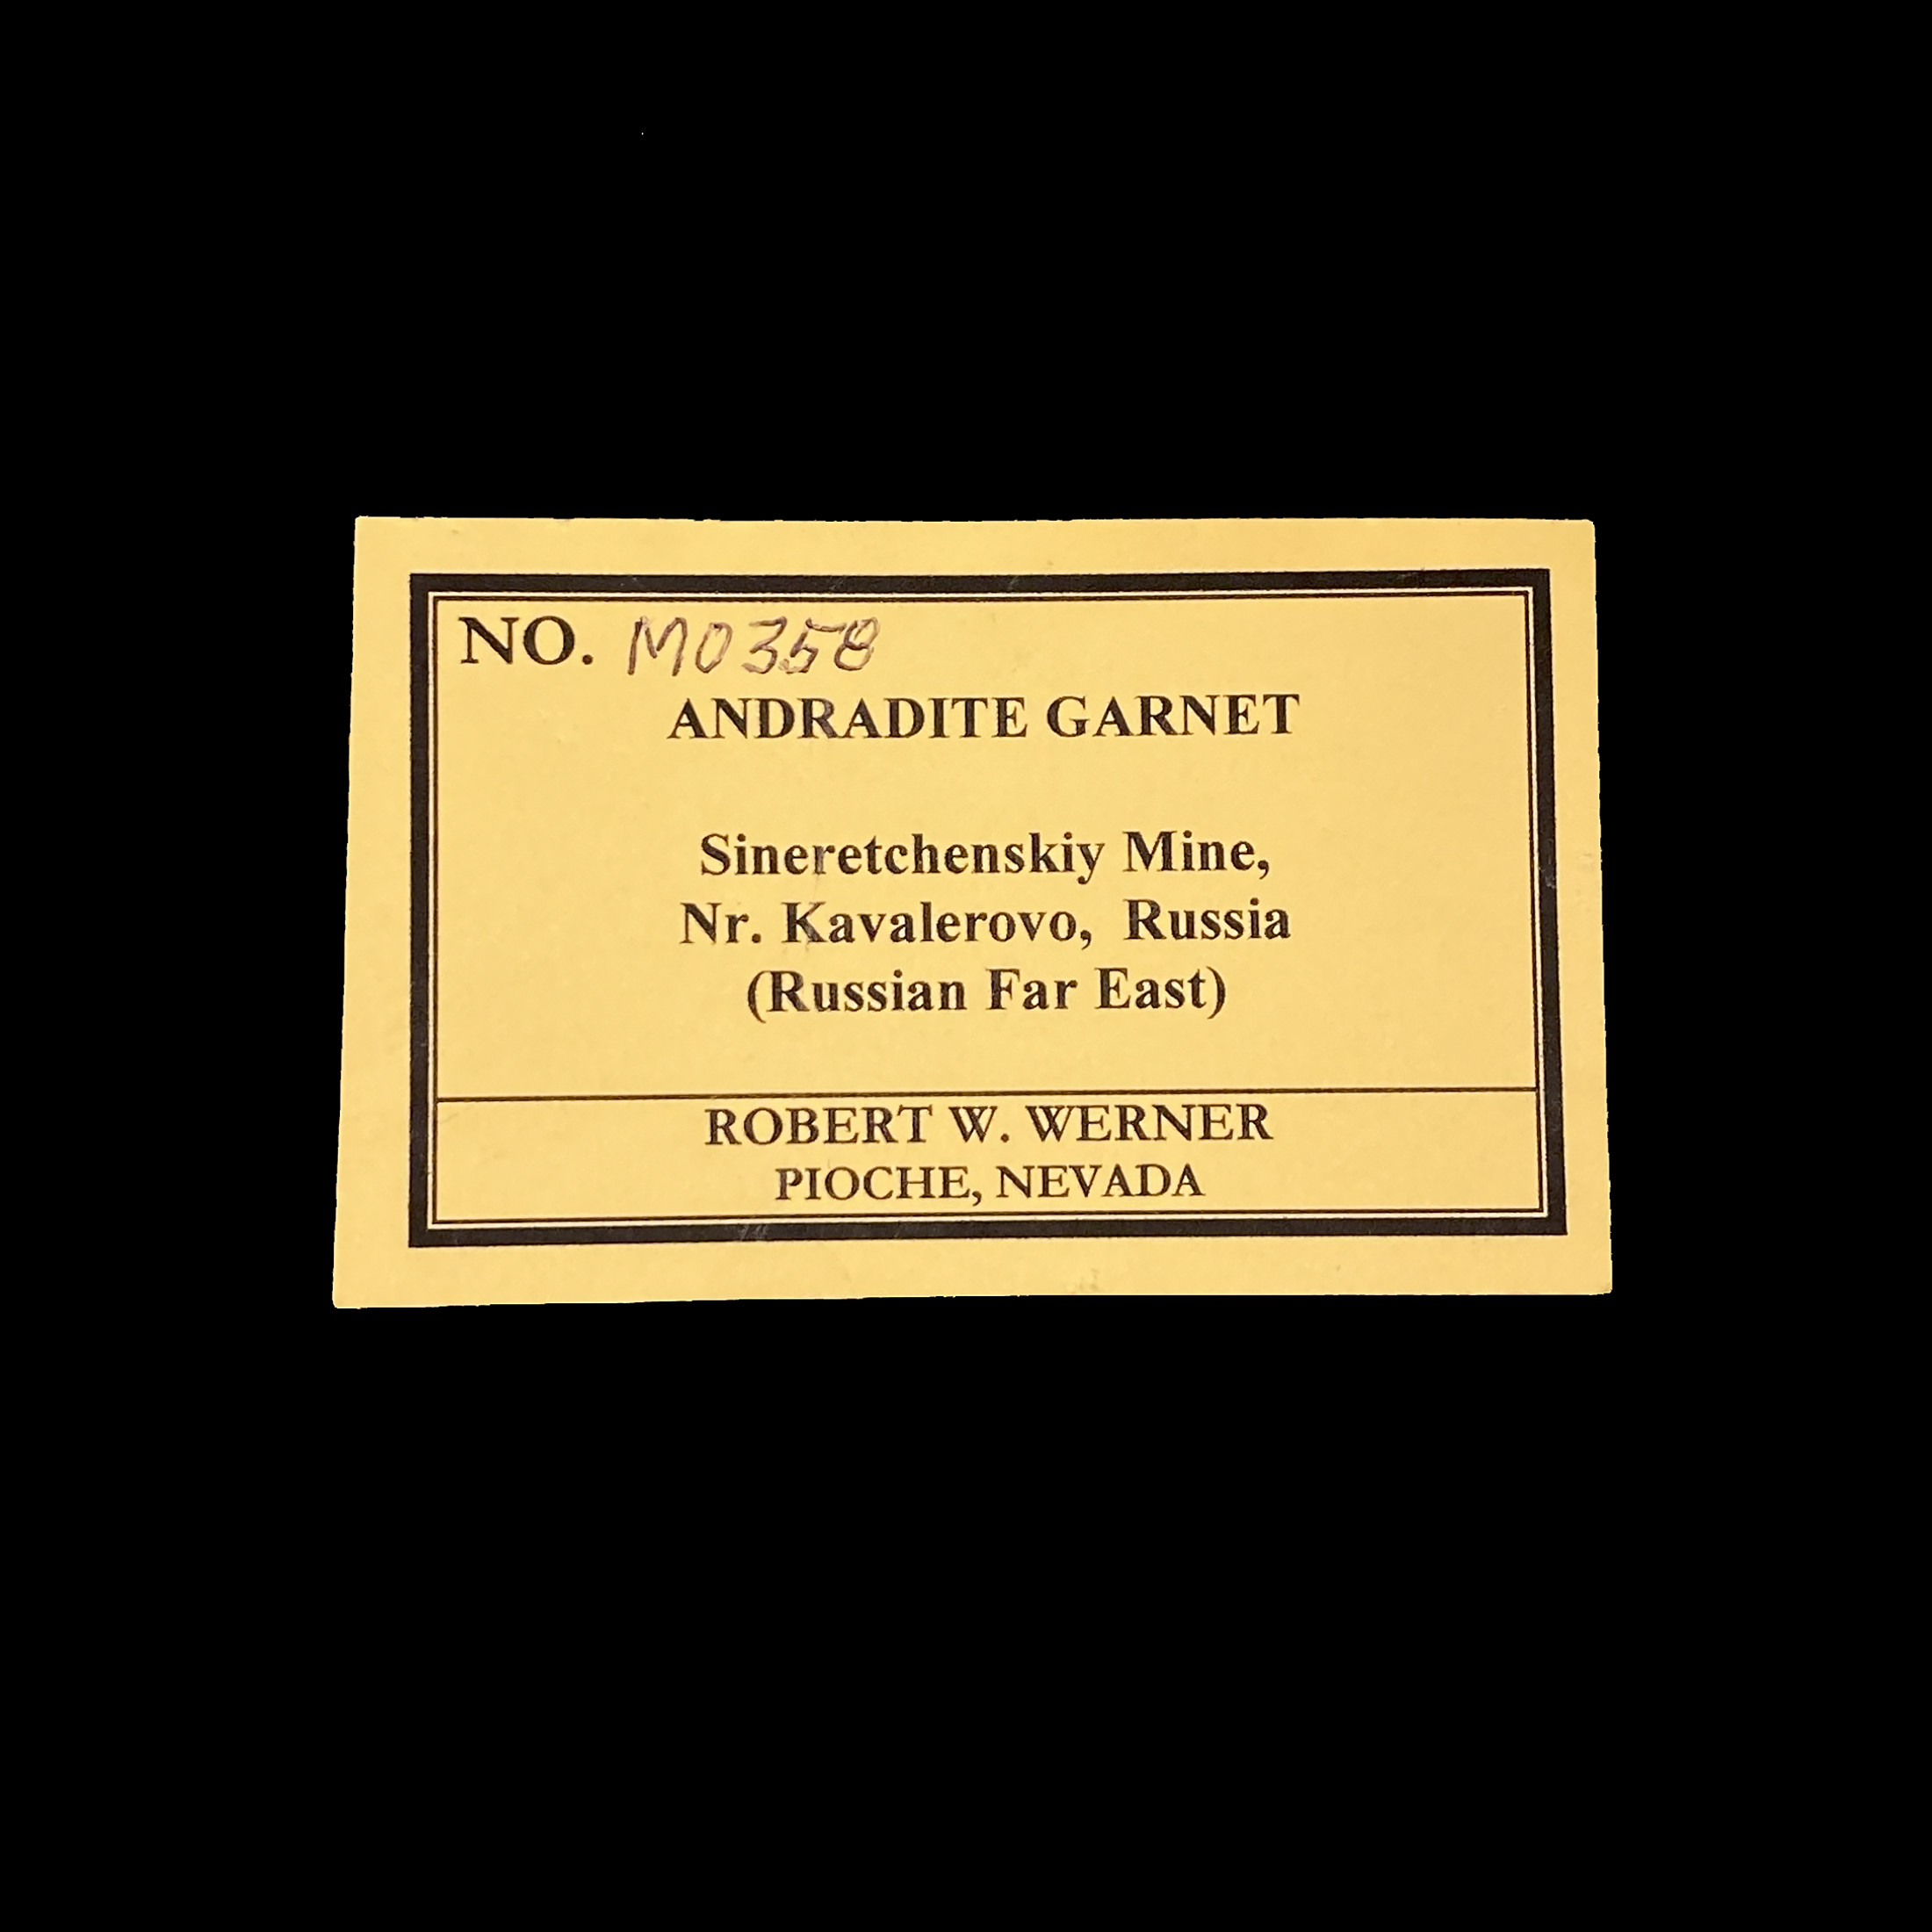 NO. M0358
ANDRADITE GARNET
Sineretchenskiy Mine,
Nr. Kavalerovo, Russia
(Russian Far East)
ROBERT W. WERNER
PIOCHE, NEVADA